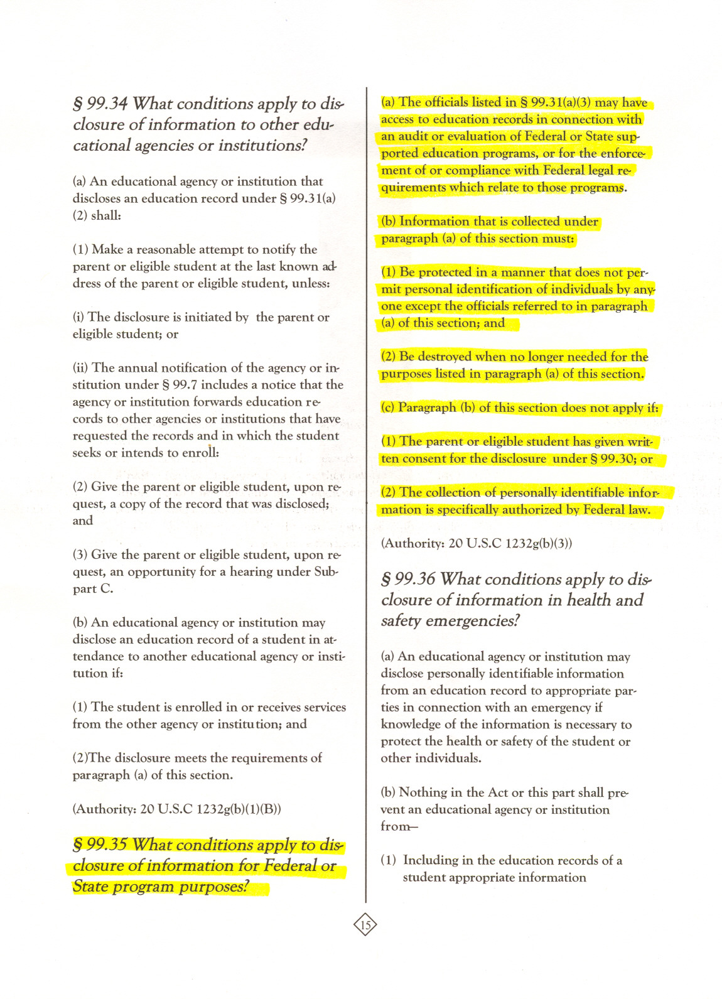 § 99.34 What conditions apply to dis-
closure of information to other edu-
cational agencies or institutions?
(a) An educational agency or institution that
discloses an education record under § 99.31(a)
(2) shall:
(1) Make a reasonable attempt to notify the
parent or eligible student at the last known ad-
dress of the parent or eligible student, unless:
(i) The disclosure is initiated by the parent or
eligible student; or
(ii) The annual notification of the agency or in-
stitution under § 99.7 includes a notice that the
agency or institution forwards education re-
cords to other agencies or institutions that have
requested the records and in which the student
seeks or intends to enroll:
(2) Give the parent or eligible student, upon re-
quest, a copy of the record that was disclosed;
and
(3) Give the parent or eligible student, upon re-
quest, an opportunity for a hearing under Sub-
part C.
(b) An educational agency or institution may
disclose an education record of a student in at-
tendance to another educational agency or insti-
tution if:
(1) The student is enrolled in or receives services
from the other agency or institution; and
(2)The disclosure meets the requirements of
paragraph (a) of this section.
(Authority: 20 U.S.C 1232g(b)(1)(B))
§ 99.35 What conditions apply to dis-
closure of information for Federal or
State program purposes?
(a) The officials listed in § 99.31(a)(3) may have
access to education records in connection with
an audit or evaluation of Federal or State sup-
ported education programs, or for the enforce-
ment of or compliance with Federal legal re-
quirements which relate to those programs.
(b) Information that is collected under
paragraph (a) of this section must:
(1) Be protected in a manner that does not per-
mit personal identification of individuals by any-
one except the officials referred to in paragraph
(a) of this section; and
(2) Be destroyed when no longer needed for the
purposes listed in paragraph (a) of this section.
(c) Paragraph (b) of this section does not apply if:
(1) The parent or eligible student has given writ-
ten consent for the disclosure under § 99.30; or
(2) The collection of personally identifiable infor-
mation is specifically authorized by Federal law.
(Authority: 20 U.S.C 1232g(b)(3))
§ 99.36 What conditions apply to dis-
closure of information in health and
safety emergencies?
(a) An educational agency or institution may
disclose personally identifiable information
from an education record to appropriate par-
ties in connection with an emergency if
knowledge of the information is necessary to
protect the health or safety of the student or
other individuals.
(b) Nothing in the Act or this part shall pre-
vent an educational agency or institution
from—
(1) Including in the education records of a
student appropriate information
15